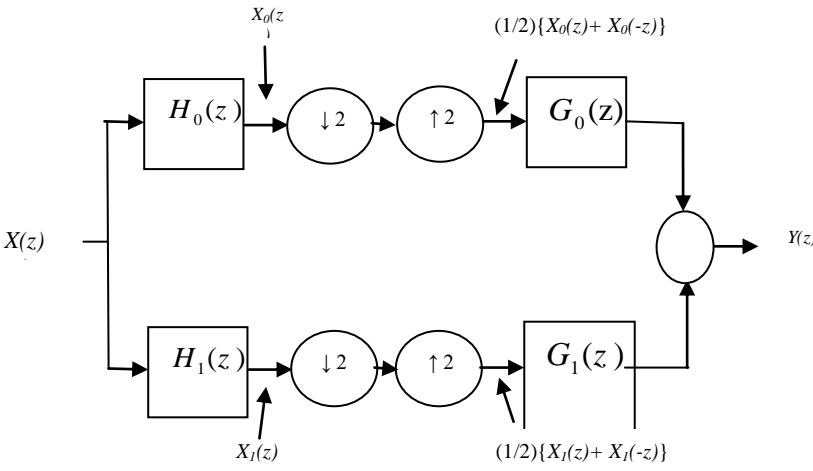 X₀(z
)
(1/2){X₀(z)+ X₀(-z)}
H₀(z)
↓2
↑2
G₀(z)
X(z)
Y(z)
H₁(z)
↓2
↑2
G₁(z)
X₁(z)
(1/2){X₁(z)+ X₁(-z)}